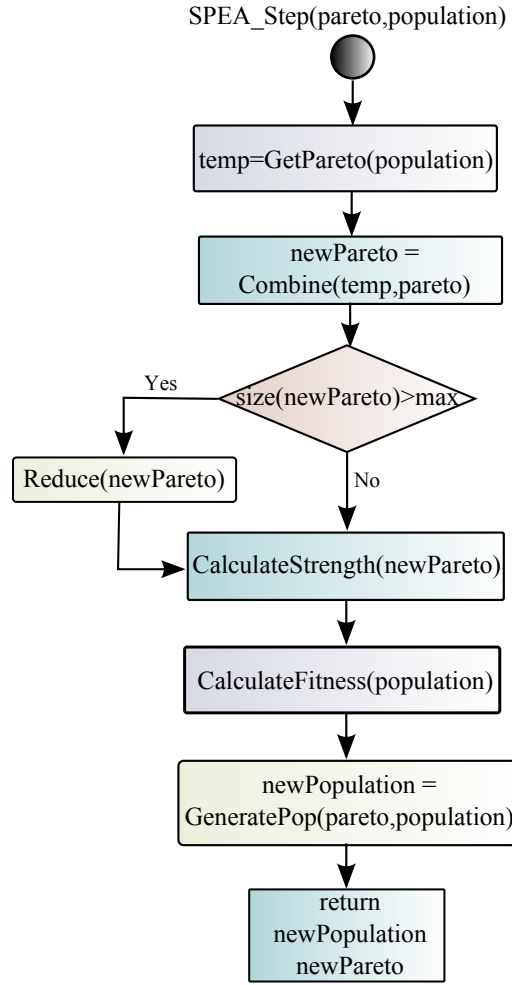 SPEA_Step(pareto,population)
temp=GetPareto(population)
newPareto =
Combine(temp,pareto)
size(newPareto)>max
Yes
Reduce(newPareto)
No
CalculateStrength(newPareto)
CalculateFitness(population)
newPopulation =
GeneratePop(pareto,population)
return
newPopulation
newPareto